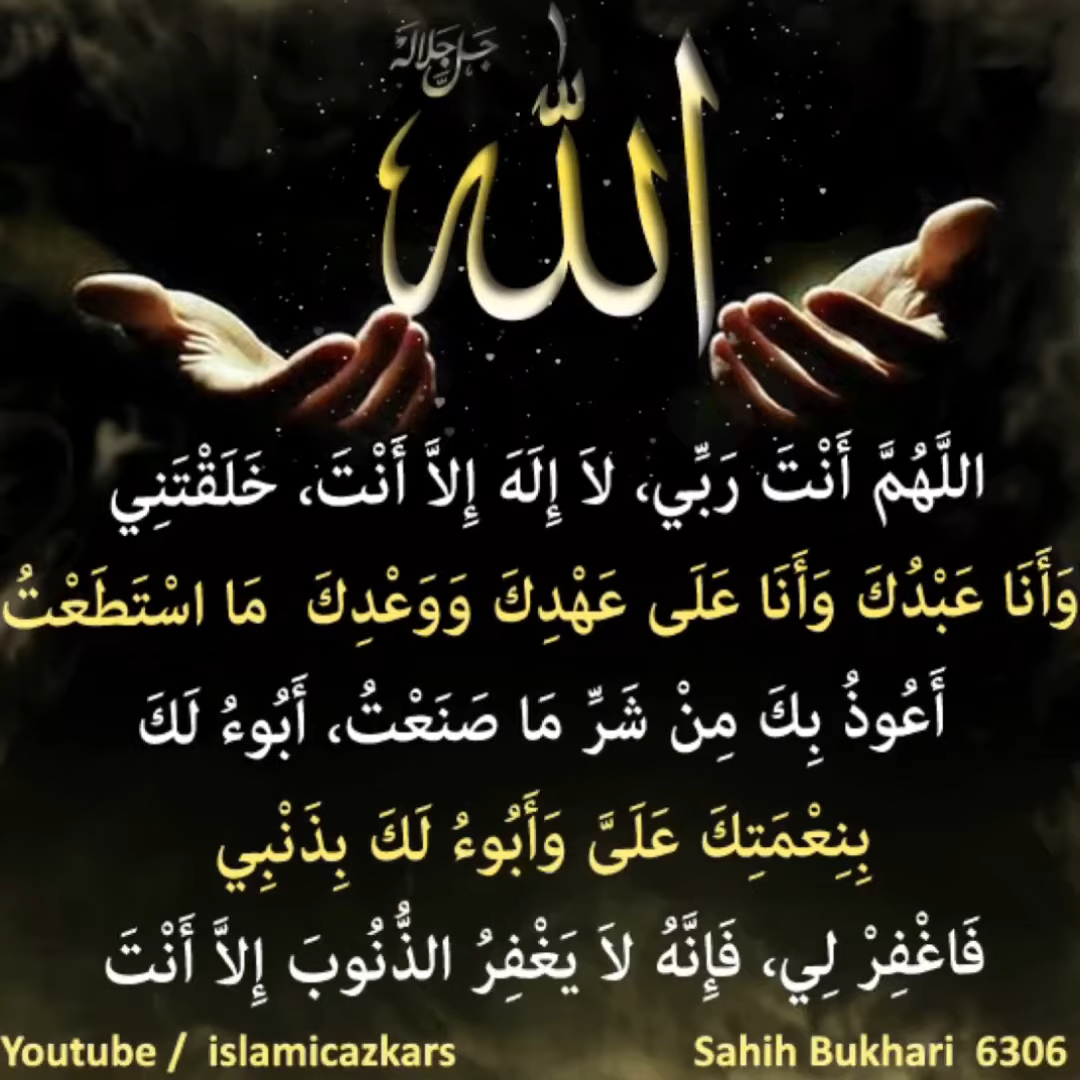 جل جلاله
الله
اللَّهُمَّ أَنْتَ رَبِّي، لاَ إِلَهَ إِلاَّ أَنْتَ، خَلَقْتَنِي
وَأَنَا عَبْدُكَ وَأَنَا عَلَى عَهْدِكَ وَوَعْدِكَ مَا اسْتَطَعْتُ
أَعُوذُ بِكَ مِنْ شَرِّ مَا صَنَعْتُ، أَبُوءُ لَكَ
بِنِعْمَتِكَ عَلَىَّ وَأَبُوءُ لَكَ بِذَنْبِي
فَاغْفِرْ لِي، فَإِنَّهُ لاَ يَغْفِرُ الذُّنُوبَ إِلاَّ أَنْتَ
Youtube / islamicazkars Sahih Bukhari 6306